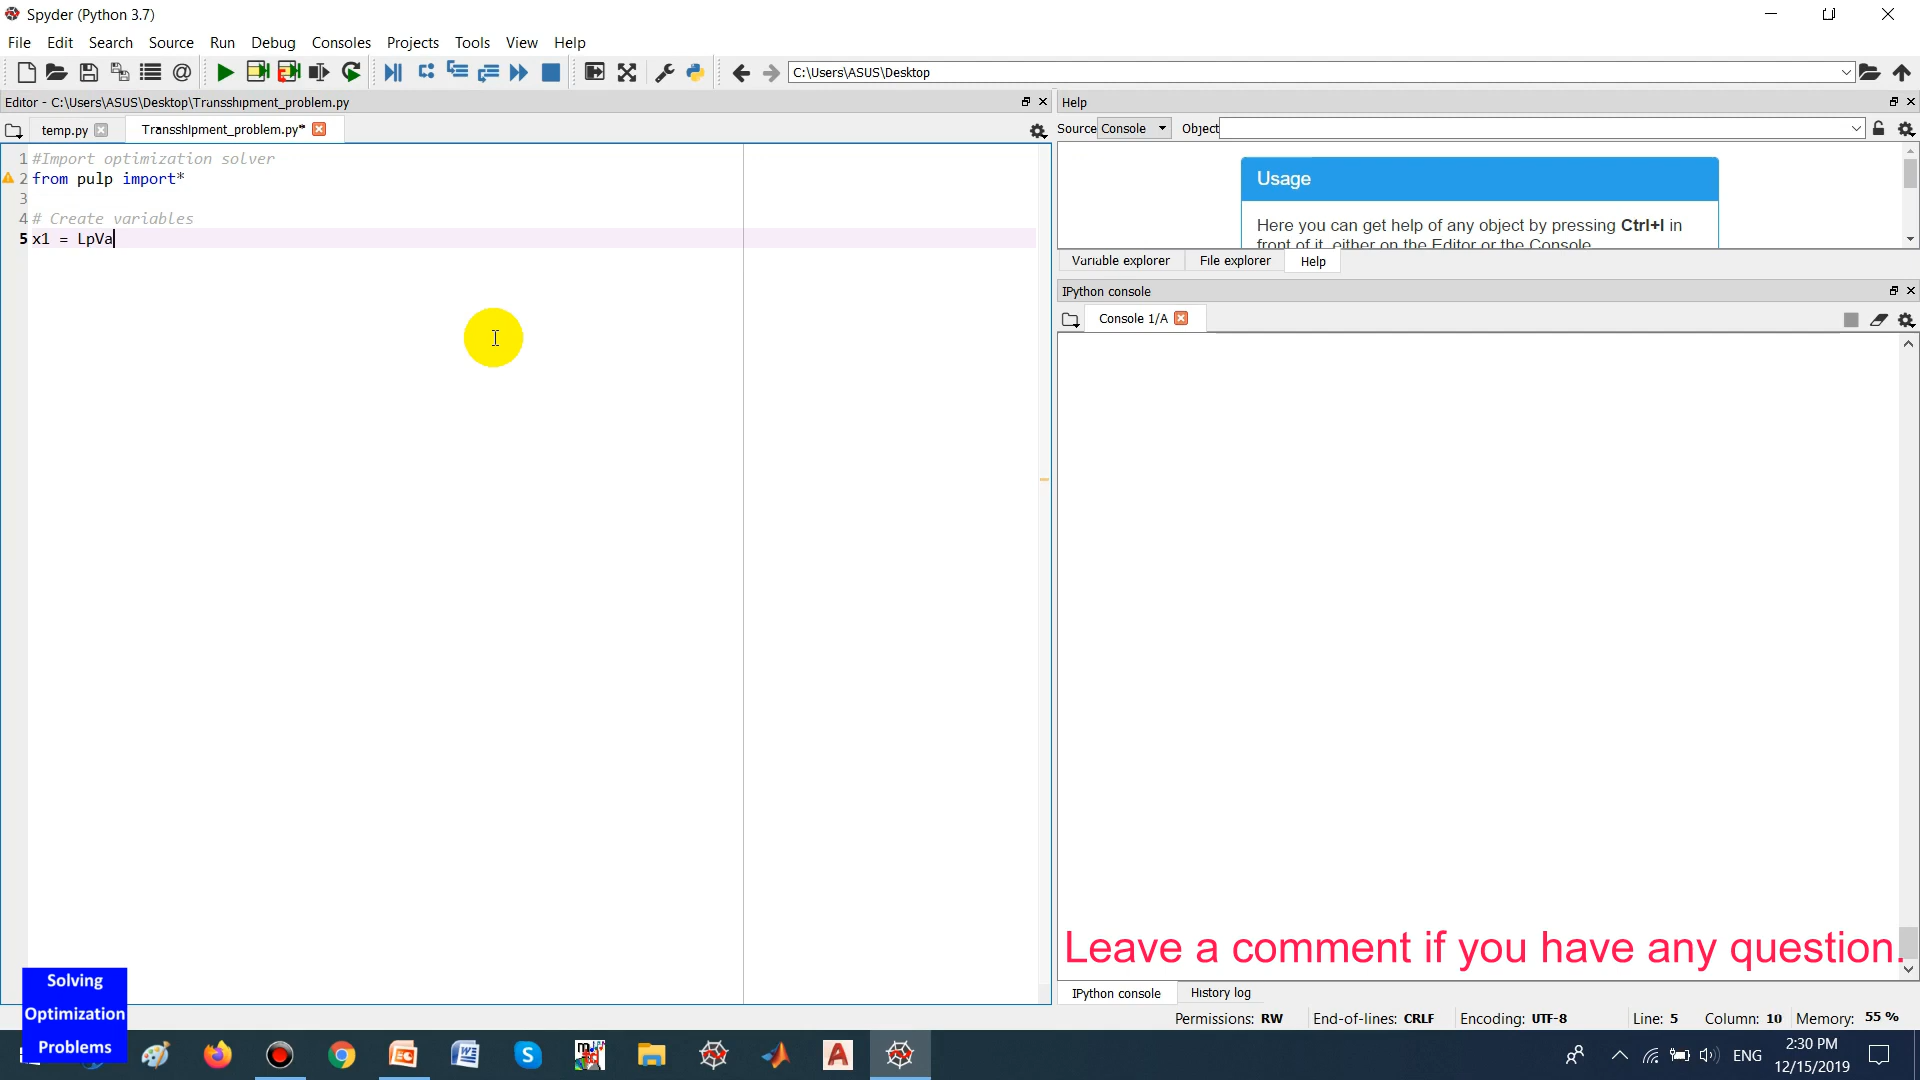 Spyder (Python 3.7)
File Edit Search Source Run Debug Consoles Projects Tools View Help
C:\Users\ASUS\Desktop
Editor - C:\Users\ASUS\Desktop\Transshipment_problem.py
Help
temp.py Transshipment_problem.py*
Source Console Object
1 #Import optimization solver
2 from pulp import*
3
4 # Create variables
5 x1 = LpVa
Usage
Here you can get help of any object by pressing Ctrl+I in
front of it, either on the Editor or the Console.
Variable explorer File explorer Help
IPython console
Console 1/A
Leave a comment if you have any question.
IPython console History log
Permissions: RW End-of-lines: CRLF Encoding: UTF-8 Line: 5 Column: 10 Memory: 55 %
Solving
Optimization
Problems
ENG
2:30 PM
12/15/2019